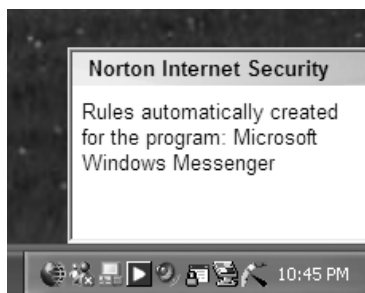 Norton Internet Security
Rules automatically created
for the program: Microsoft
Windows Messenger
10:45 PM